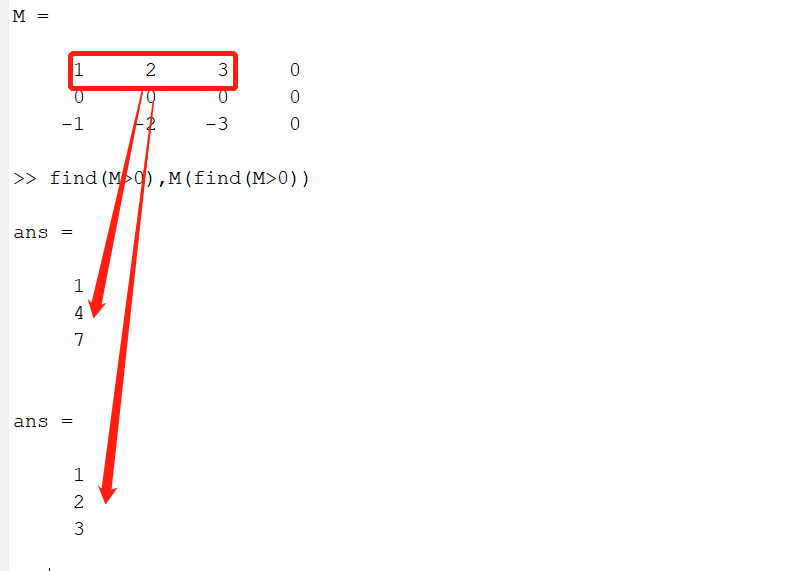 M =
1 2 3 0
0 0 0 0
-1 -2 -3 0
>> find(M>0),M(find(M>0))
ans =
1
4
7
ans =
1
2
3